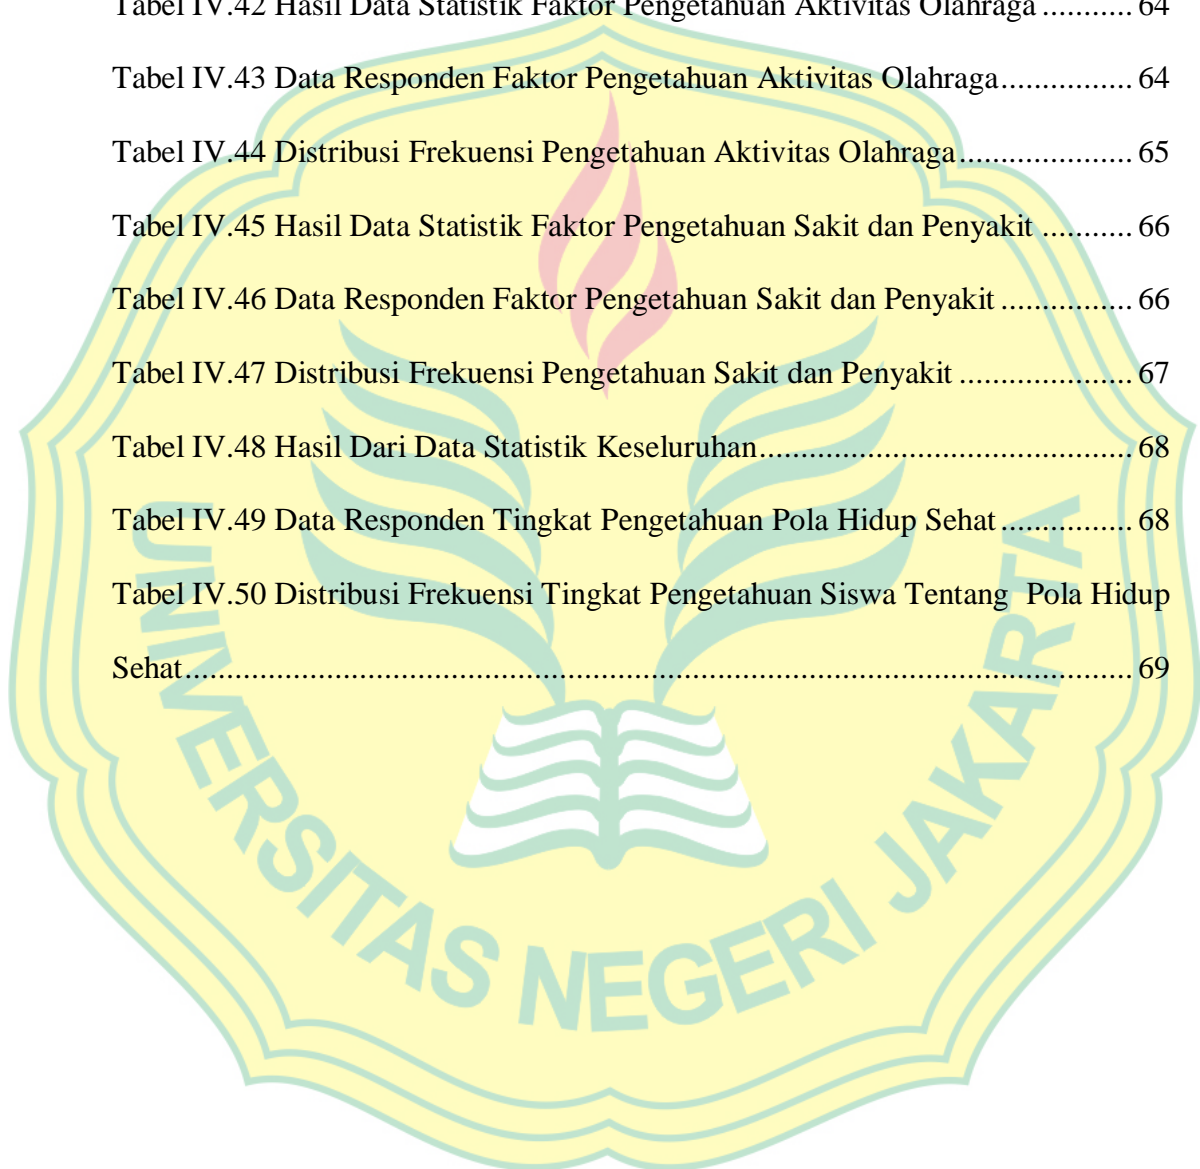 Tabel IV.42 Hasil Data Statistik Faktor Pengetahuan Aktivitas Olahraga ........... 64
Tabel IV.43 Data Responden Faktor Pengetahuan Aktivitas Olahraga................ 64
Tabel IV.44 Distribusi Frekuensi Pengetahuan Aktivitas Olahraga..................... 65
Tabel IV.45 Hasil Data Statistik Faktor Pengetahuan Sakit dan Penyakit ........... 66
Tabel IV.46 Data Responden Faktor Pengetahuan Sakit dan Penyakit ................ 66
Tabel IV.47 Distribusi Frekuensi Pengetahuan Sakit dan Penyakit ..................... 67
Tabel IV.48 Hasil Dari Data Statistik Keseluruhan.............................................. 68
Tabel IV.49 Data Responden Tingkat Pengetahuan Pola Hidup Sehat ................ 68
Tabel IV.50 Distribusi Frekuensi Tingkat Pengetahuan Siswa Tentang  Pola Hidup
Sehat.................................................................................................................... 69
UNIVERSITAS NEGERI JAKARTA